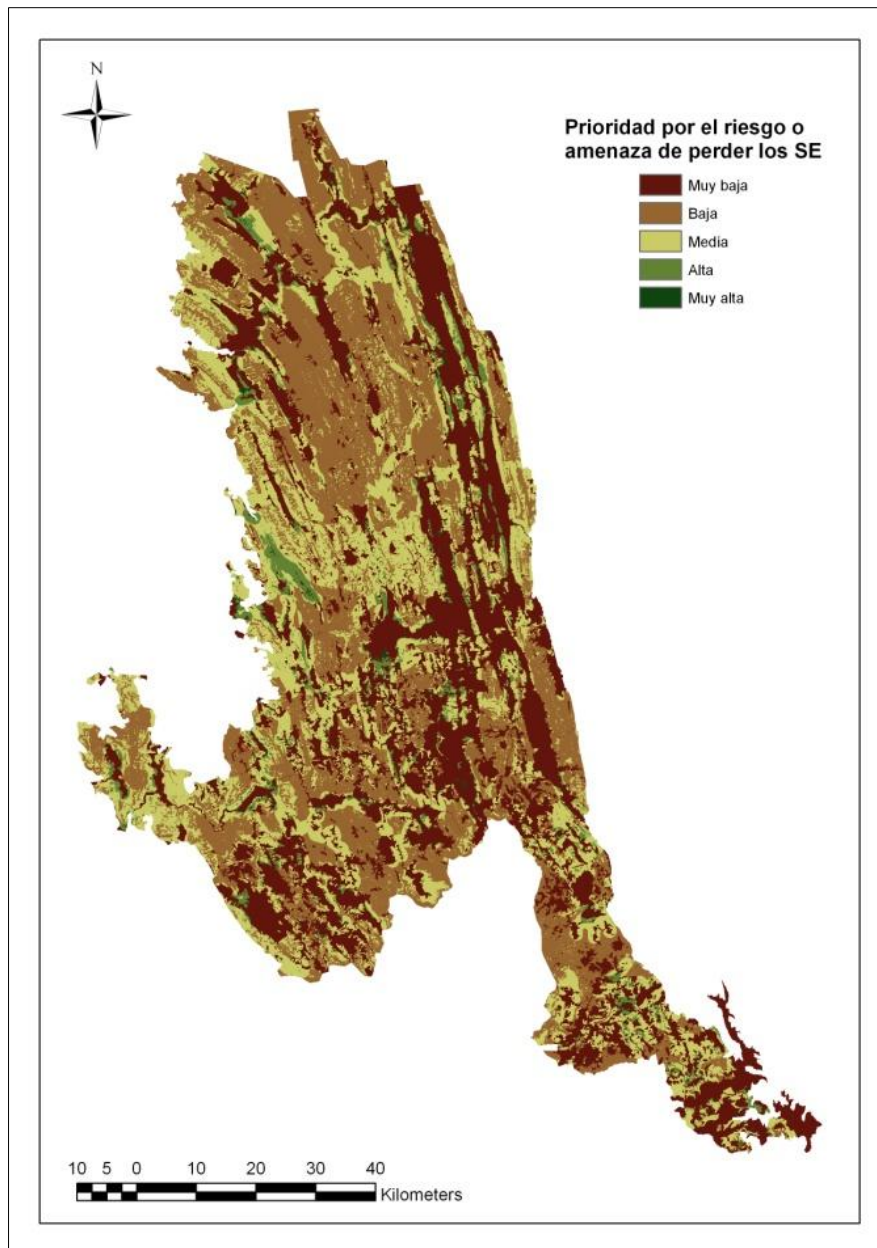 N
Prioridad por el riesgo o
amenaza de perder los SE
Muy baja
Baja
Media
Alta
Muy alta
10 5 0 10 20 30 40
Kilometers